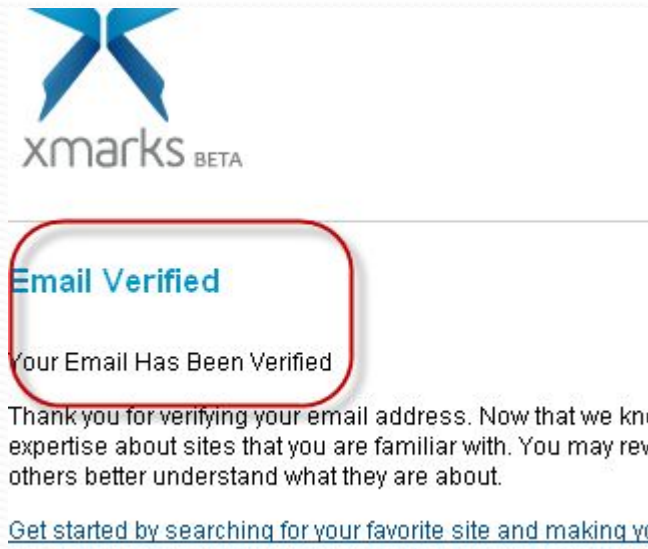 xmarks BETA
Email Verified
Your Email Has Been Verified
Thank you for verifying your email address. Now that we
expertise about sites that you are familiar with. You may
others better understand what they are about.
Get started by searching for your favorite site and making